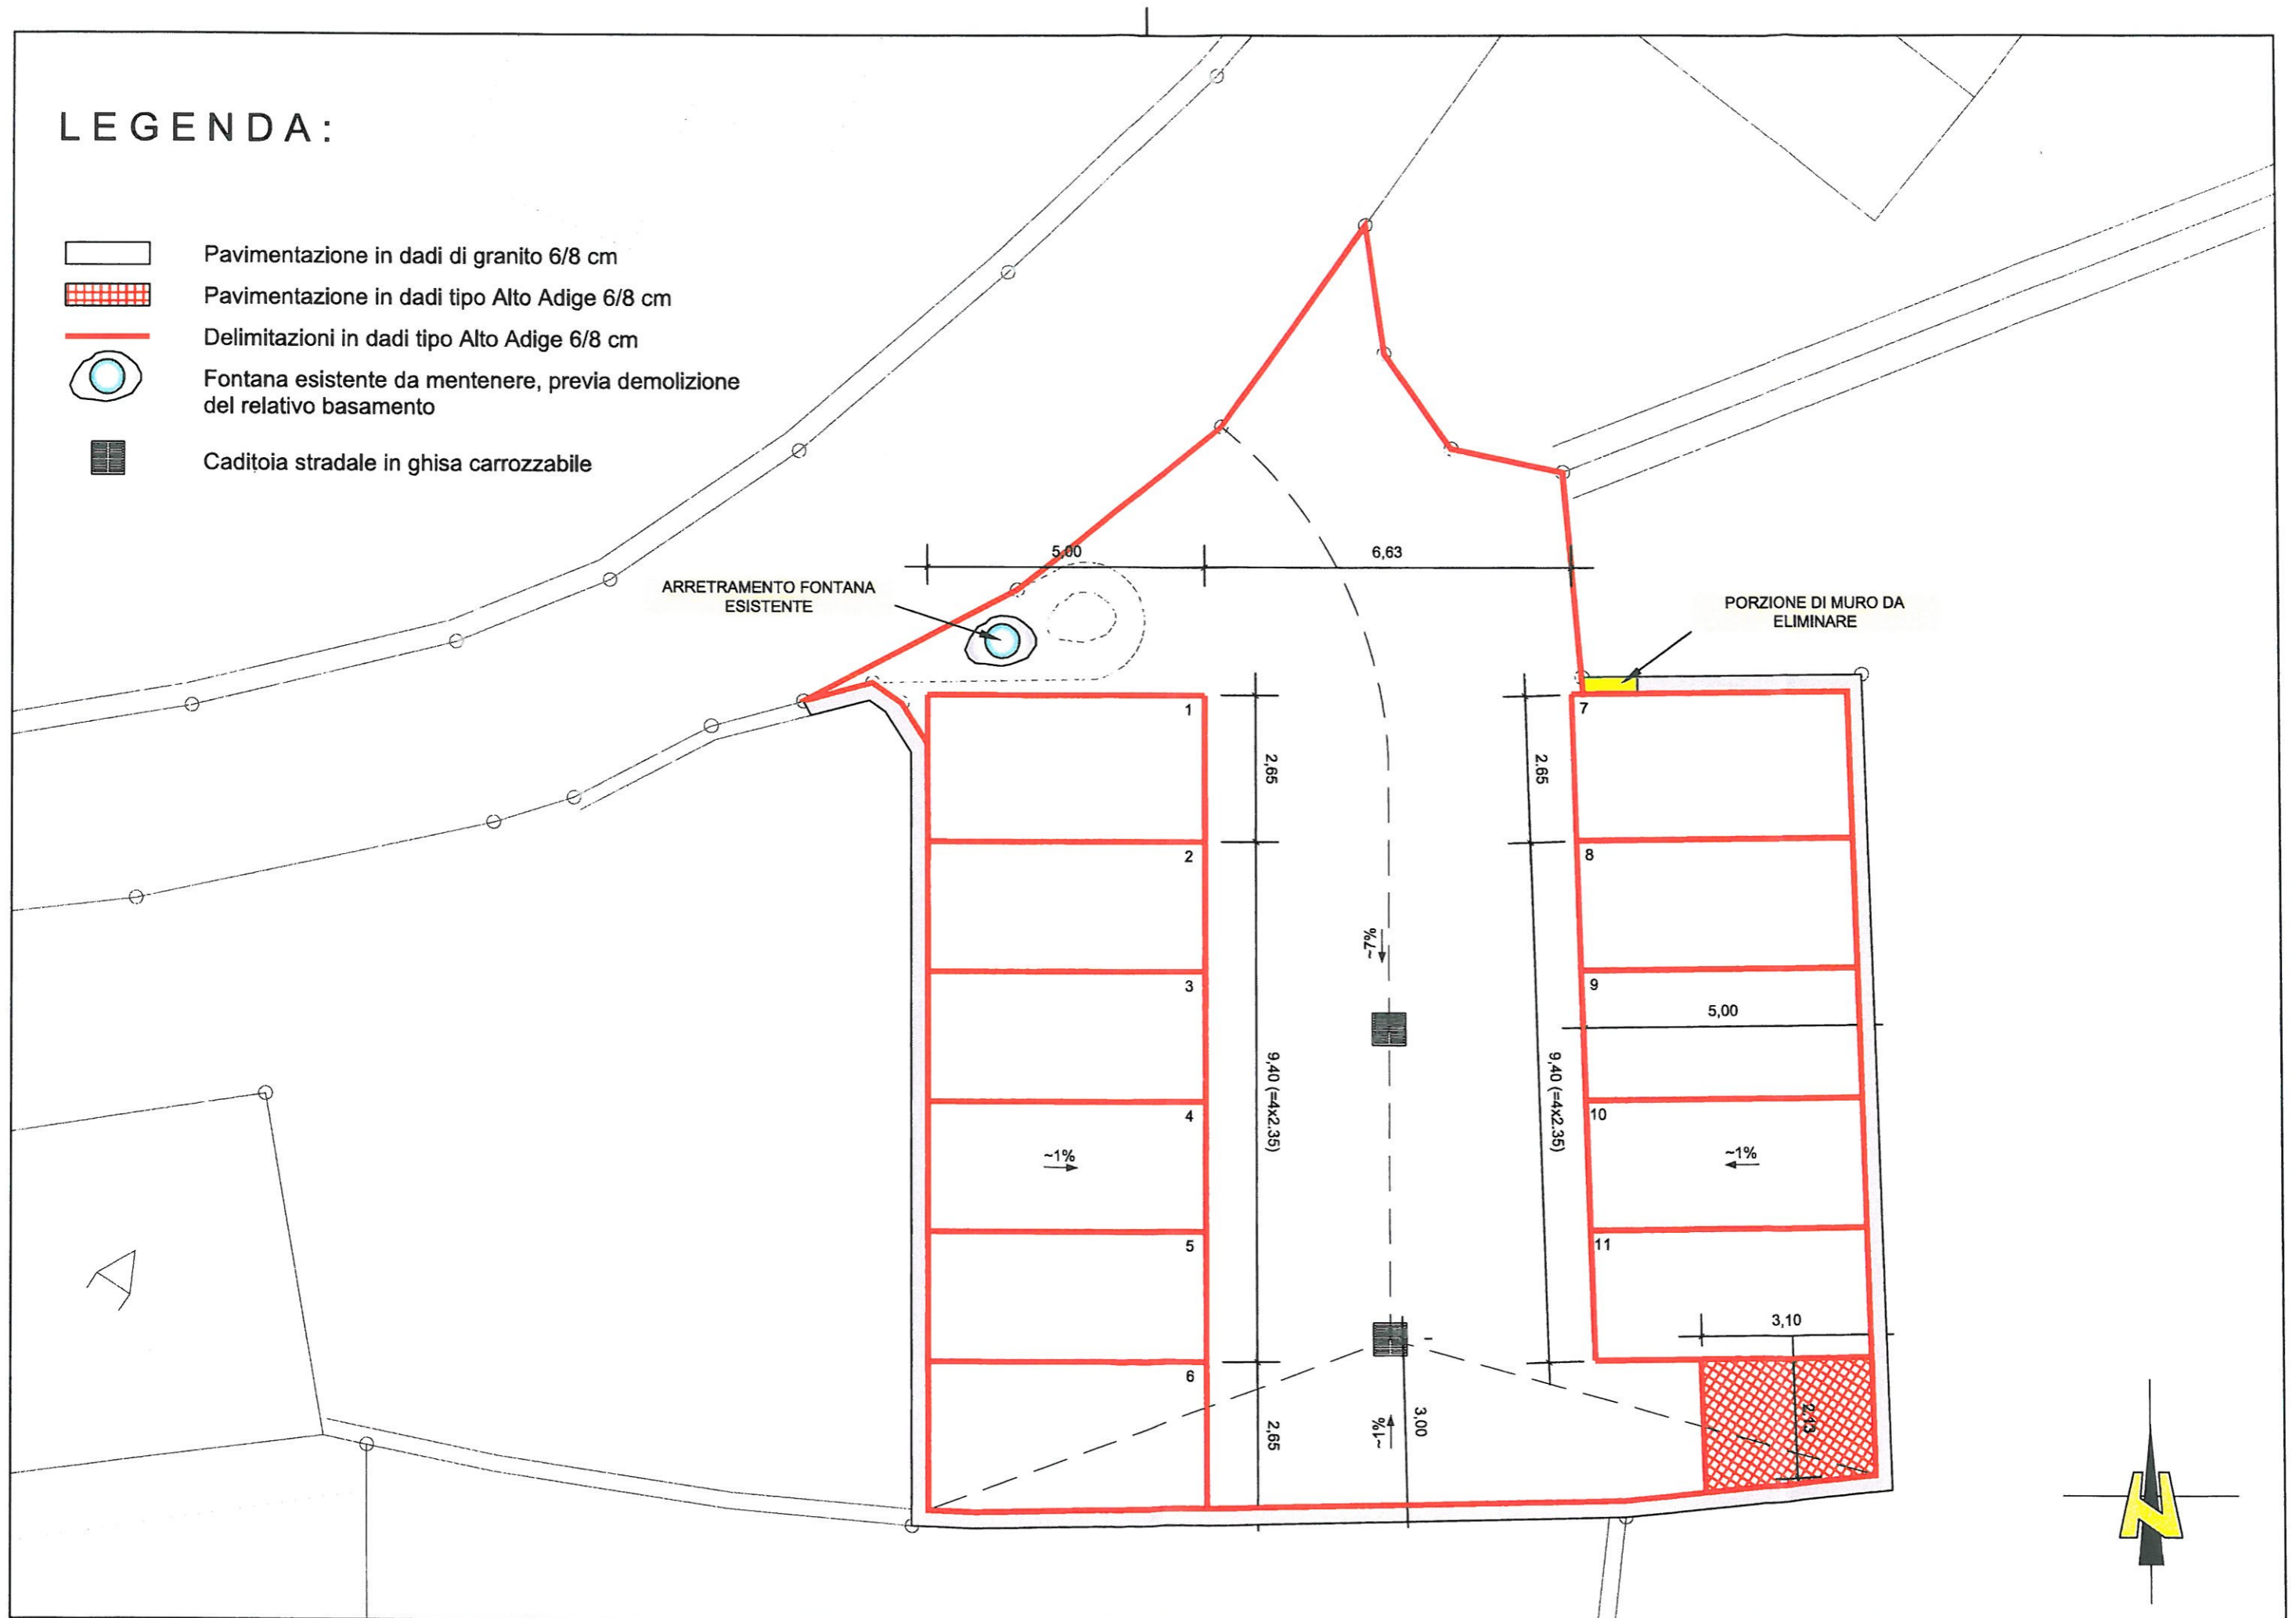 LEGENDA:
Pavimentazione in dadi di granito 6/8 cm
Pavimentazione in dadi tipo Alto Adige 6/8 cm
Delimitazioni in dadi tipo Alto Adige 6/8 cm
Fontana esistente da mentenere, previa demolizione
del relativo basamento
Caditoia stradale in ghisa carrozzabile
5,00
6,63
ARRETRAMENTO FONTANA
ESISTENTE
PORZIONE DI MURO DA
ELIMINARE
1
7
2,65
2.65
2
8
~7%
3
9
5,00
9,40 (=4x2.35)
9,40 (=4x2.35)
4
10
~1%
~1%
5
11
3,10
6
2,65
~1%
3,00
2,13
N